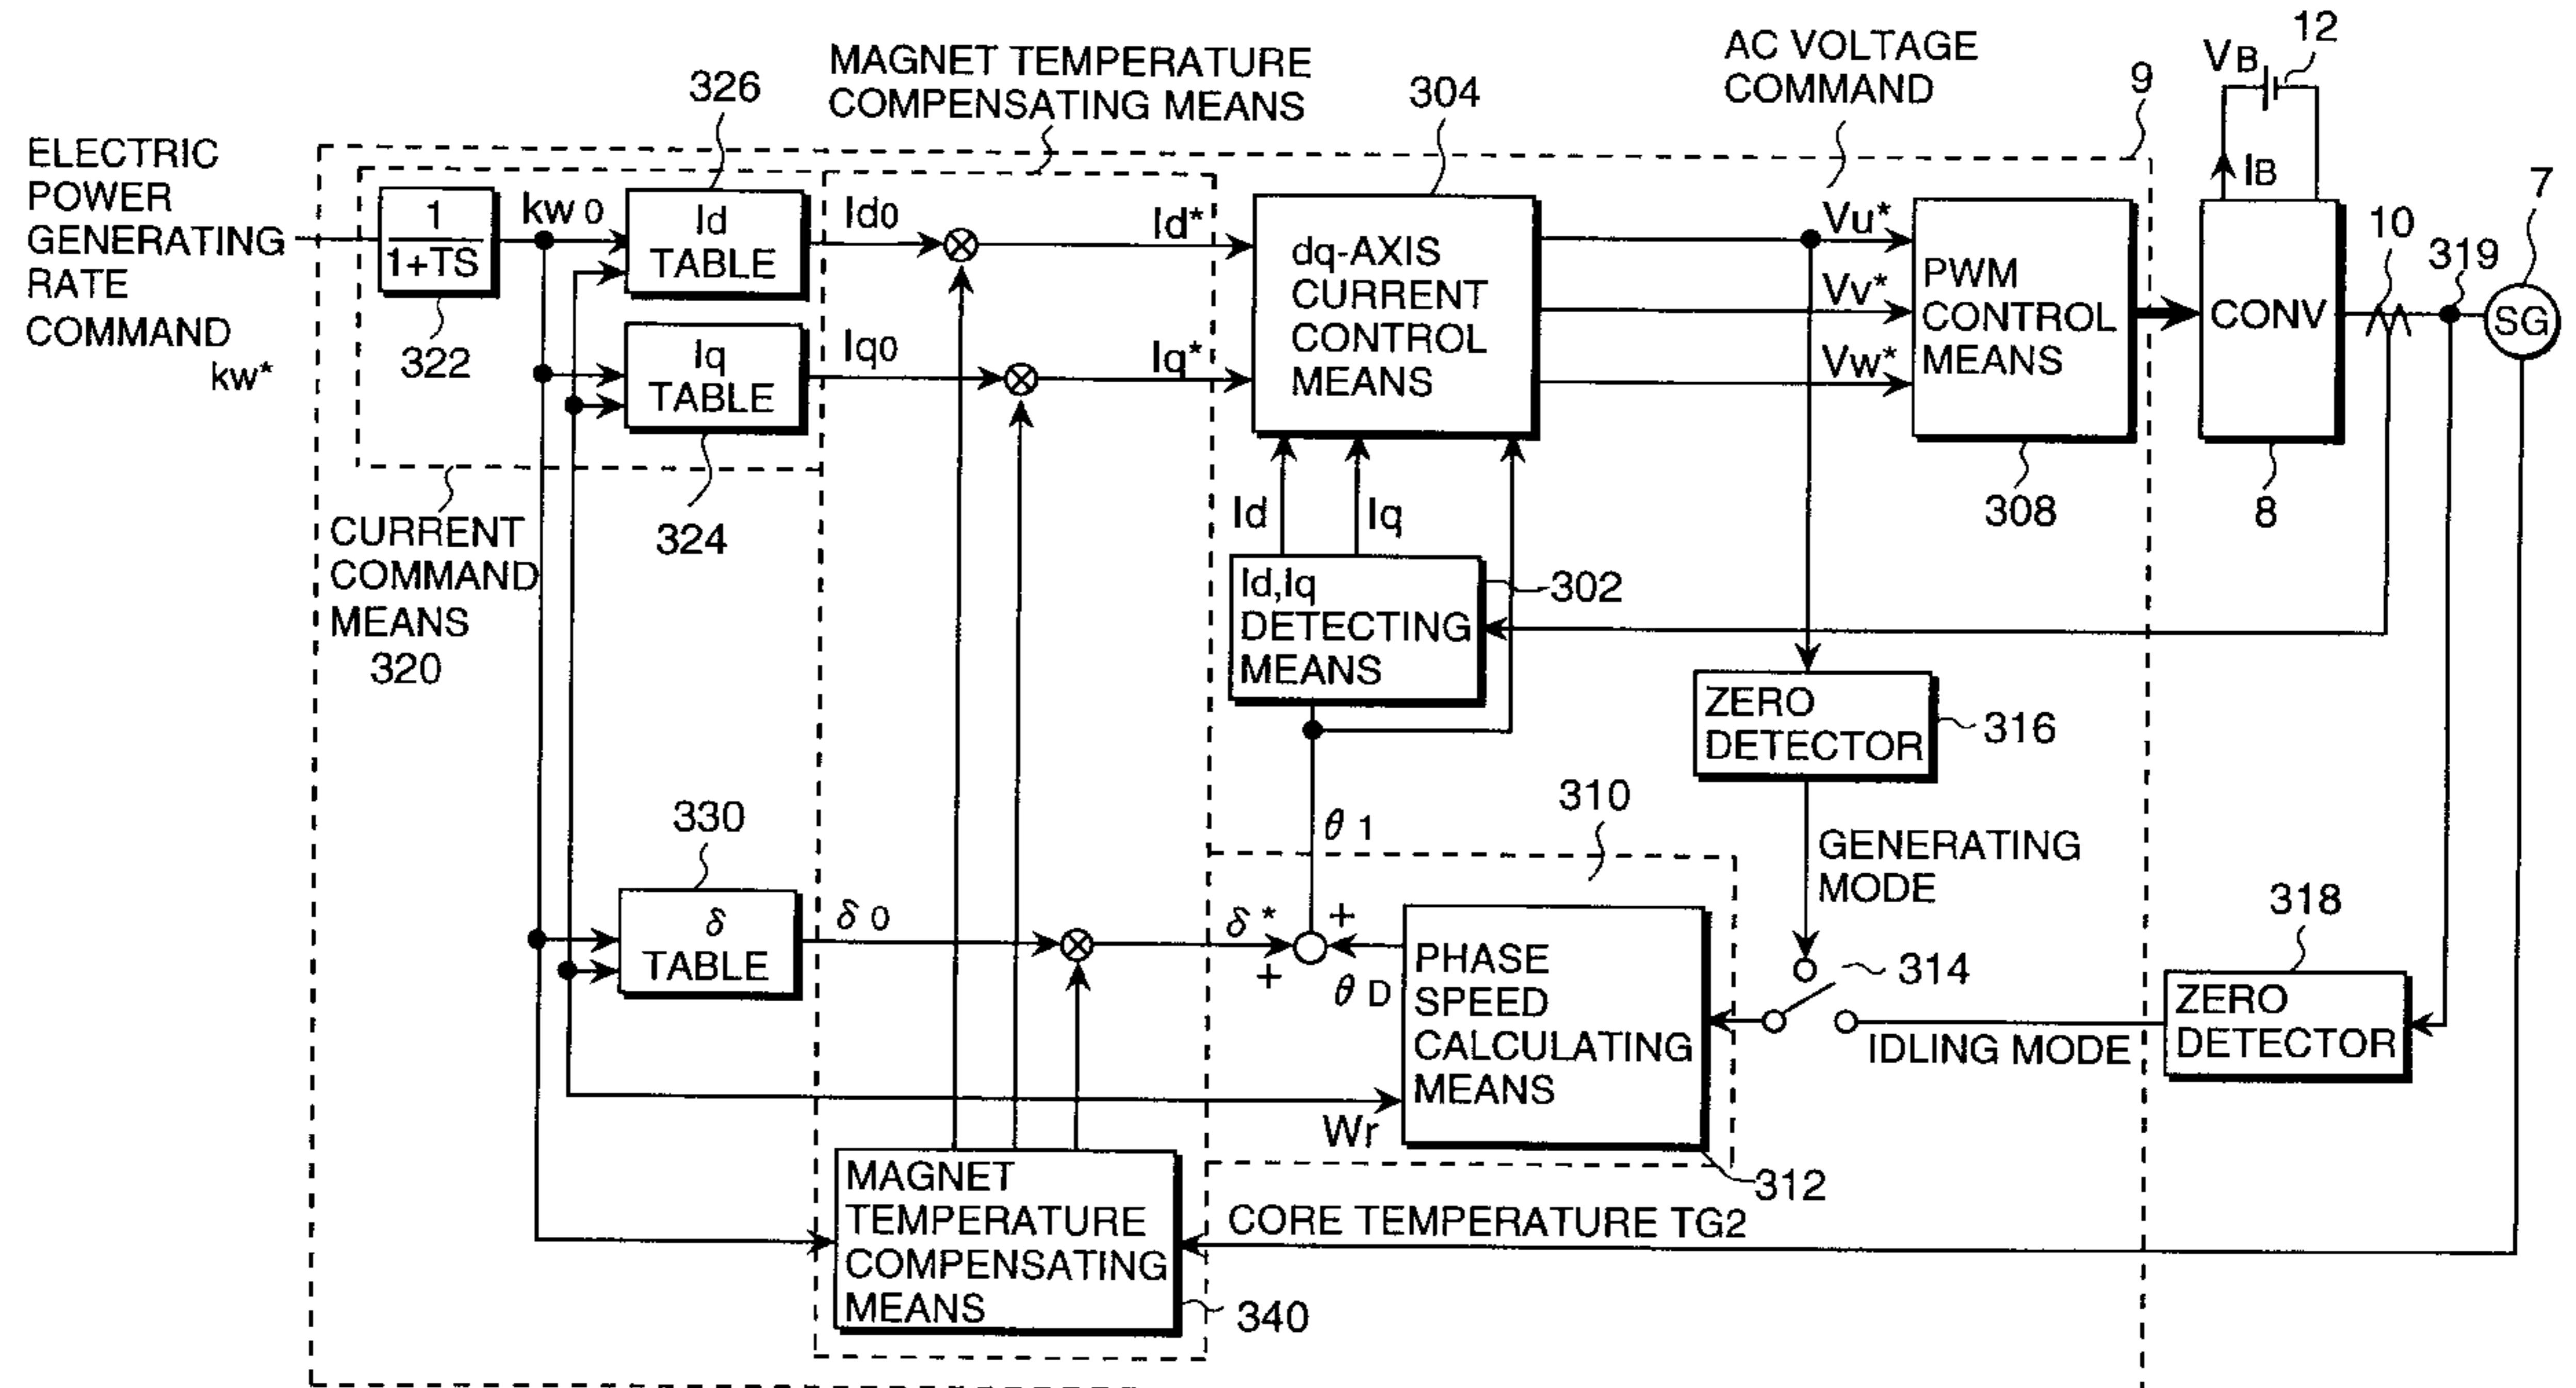 ELECTRIC
POWER
GENERATING
RATE
COMMAND
kw*
1
1+TS
322
kw 0
326
Id
TABLE
Iq
TABLE
324
CURRENT
COMMAND
MEANS
320
MAGNET TEMPERATURE
COMPENSATING MEANS
Id0
Id*
Iq0
Iq*
304
dq-AXIS
CURRENT
CONTROL
MEANS
AC VOLTAGE
COMMAND
Vu*
Vv*
Vw*
9
PWM
CONTROL
MEANS
308
VB
12
IB
CONV
8
10
319
7
SG
Id
Iq
Id,Iq
DETECTING
MEANS
302
ZERO
DETECTOR
316
GENERATING
MODE
314
IDLING MODE
318
ZERO
DETECTOR
330
δ
TABLE
δ 0
δ *
+
+
θ 1
θ D
310
PHASE
SPEED
CALCULATING
MEANS
312
Wr
MAGNET
TEMPERATURE
COMPENSATING
MEANS
340
CORE TEMPERATURE TG2